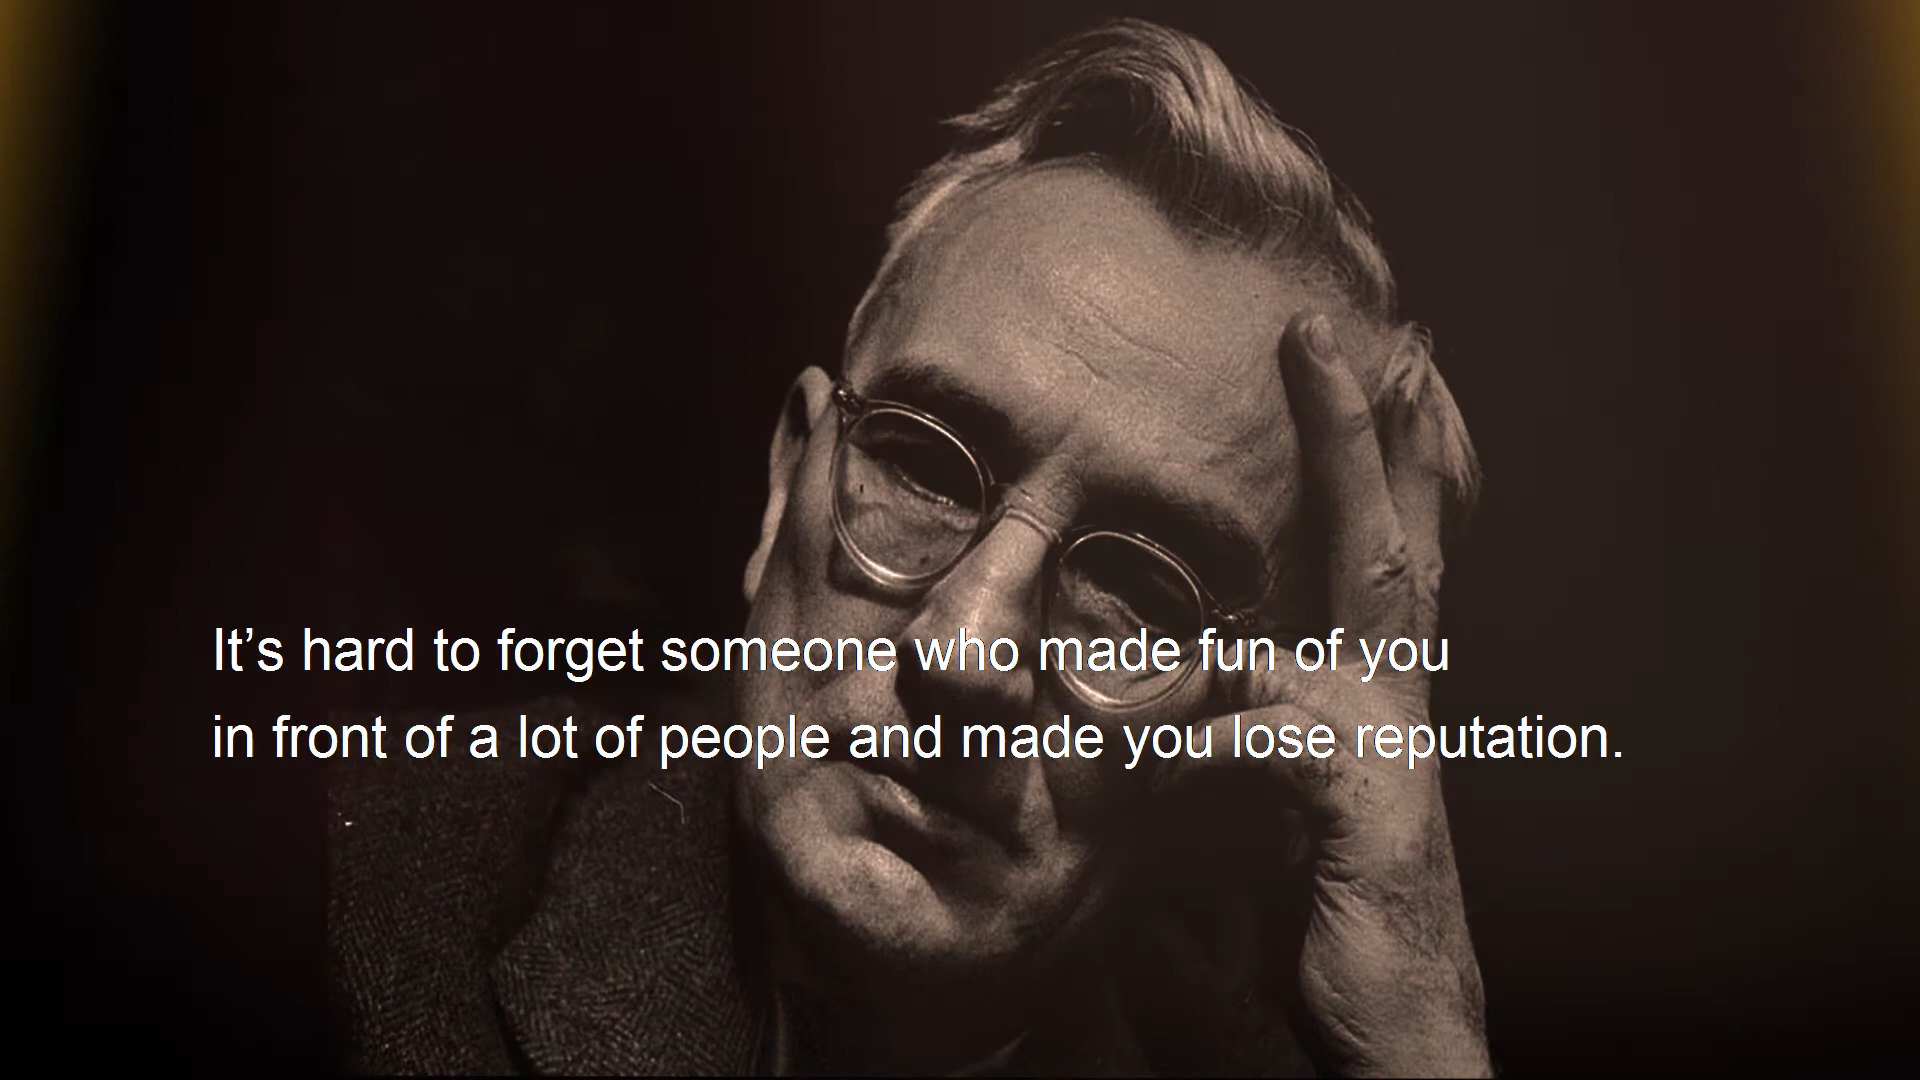 It’s hard to forget someone who made fun of you
in front of a lot of people and made you lose reputation.